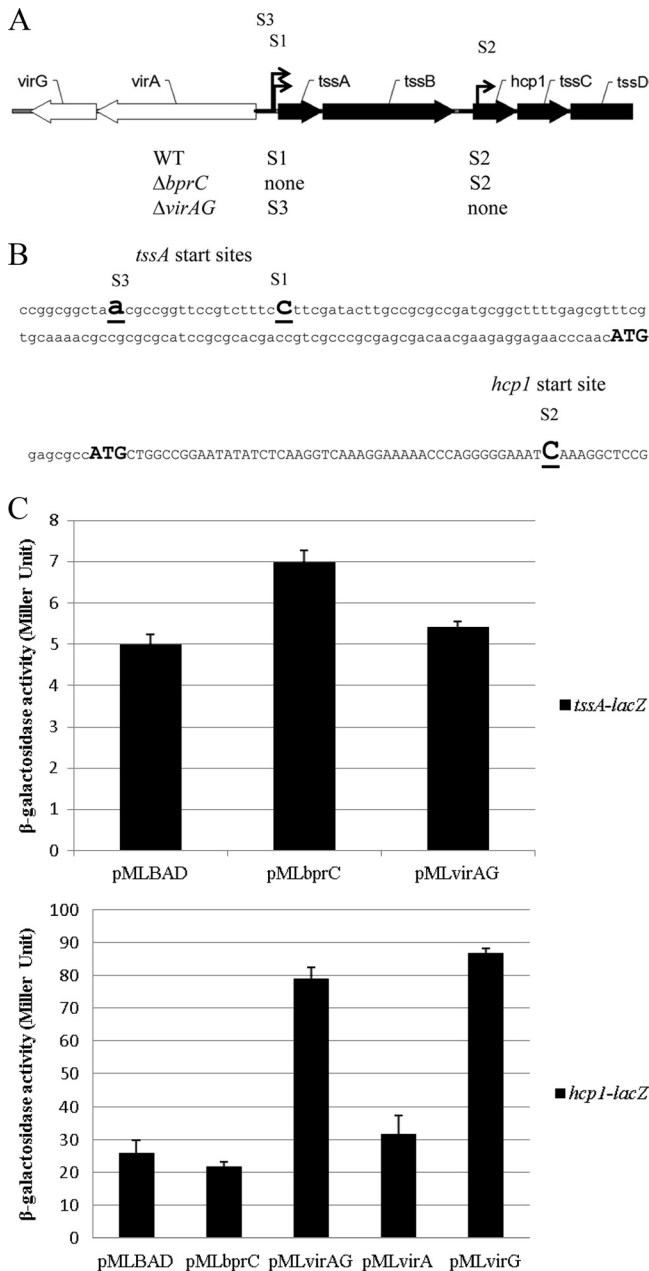 A
S3
S1
S2
virG virA tssA tssB hcp1 tssC tssD
WT S1 S2
ΔbprC none S2
ΔvirAG S3 none
B
tssA start sites
S3 S1
ccggcggctaacgccggttccgtctttccttcgatacttgccgcgccgatgcggcttttgagcgtttcg
tgcaaaacgccgcgcgcatccgcgcacgaccgtcgcccgcgagcgacaacgaagaggagaacccaacATG
hcp1 start site
S2
gagcgccATGCTGGCCGGAATATATCTCAAGGTCAAAGGAAAAACCCAGGGGGAAATCAAAGGCTCCG
C
8
7
6
5
4
3
2
1
0
β-galactosidase activity (Miller Unit)
pMLBAD pMLbprC pMLvirAG
tssA-lacZ
100
90
80
70
60
50
40
30
20
10
0
β-galactosidase activity (Miller Unit)
pMLBAD pMLbprC pMLvirAG pMLvirA pMLvirG
hcp1-lacZ